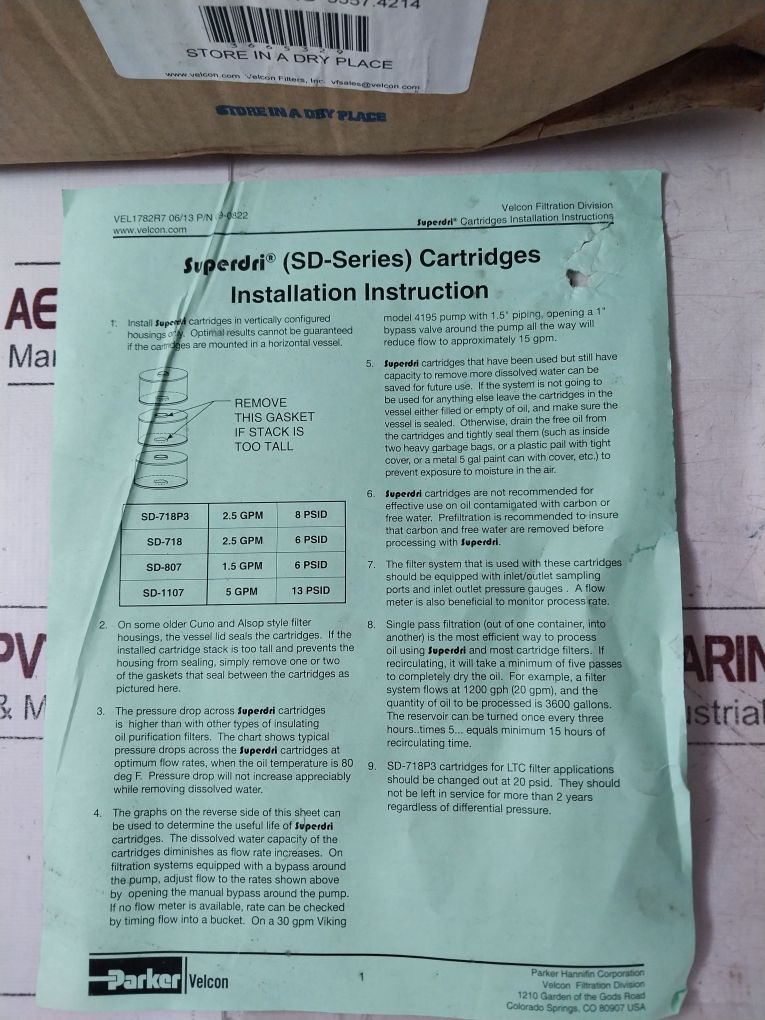 3557.4214
3665329
STORE IN A DRY PLACE
www.velcon.com Velcon Filters, Inc. vfsales@velcon.com
STORE IN A DRY PLACE
VEL1782R7 06/13 P/N 9-0822
www.velcon.com
Velcon Filtration Division
Superdri® Cartridges Installation Instructions
Superdri® (SD-Series) Cartridges
Installation Instruction
1. Install Superdri cartridges in vertically configured
housings only. Optimal results cannot be guaranteed
if the cartridges are mounted in a horizontal vessel.
REMOVE
THIS GASKET
IF STACK IS
TOO TALL
SD-718P3 2.5 GPM 8 PSID
SD-718 2.5 GPM 6 PSID
SD-807 1.5 GPM 6 PSID
SD-1107 5 GPM 13 PSID
2. On some older Cuno and Alsop style filter
housings, the vessel lid seals the cartridges. If the
installed cartridge stack is too tall and prevents the
housing from sealing, simply remove one or two
of the gaskets that seal between the cartridges as
pictured here.
3. The pressure drop across Superdri cartridges
is higher than with other types of insulating
oil purification filters. The chart shows typical
pressure drops across the Superdri cartridges at
optimum flow rates, when the oil temperature is 80
deg F. Pressure drop will not increase appreciably
while removing dissolved water.
4. The graphs on the reverse side of this sheet can
be used to determine the useful life of Superdri
cartridges. The dissolved water capacity of the
cartridges diminishes as flow rate increases. On
filtration systems equipped with a bypass around
the pump, adjust flow to the rates shown above
by opening the manual bypass around the pump.
If no flow meter is available, rate can be checked
by timing flow into a bucket. On a 30 gpm Viking
model 4195 pump with 1.5" piping, opening a 1"
bypass valve around the pump all the way will
reduce flow to approximately 15 gpm.
5. Superdri cartridges that have been used but still have
capacity to remove more dissolved water can be
saved for future use. If the system is not going to
be used for anything else leave the cartridges in the
vessel either filled or empty of oil, and make sure the
vessel is sealed. Otherwise, drain the free oil from
the cartridges and tightly seal them (such as inside
two heavy garbage bags, or a plastic pail with tight
cover, or a metal 5 gal paint can with cover, etc.) to
prevent exposure to moisture in the air.
6. Superdri cartridges are not recommended for
effective use on oil contamigated with carbon or
free water. Prefiltration is recommended to insure
that carbon and free water are removed before
processing with Superdri.
7. The filter system that is used with these cartridges
should be equipped with inlet/outlet sampling
ports and inlet outlet pressure gauges . A flow
meter is also beneficial to monitor process rate.
8. Single pass filtration (out of one container, into
another) is the most efficient way to process
oil using Superdri and most cartridge filters. If
recirculating, it will take a minimum of five passes
to completely dry the oil. For example, a filter
system flows at 1200 gph (20 gpm), and the
quantity of oil to be processed is 3600 gallons.
The reservoir can be turned once every three
hours..times 5... equals minimum 15 hours of
recirculating time.
9. SD-718P3 cartridges for LTC filter applications
should be changed out at 20 psid. They should
not be left in service for more than 2 years
regardless of differential pressure.
Parker Velcon
1
Parker Hannifin Corporation
Velcon Filtration Division
1210 Garden of the Gods Road
Colorado Springs, CO 80907 USA
AE
Mar
PV
& M
ARIN
ustrial